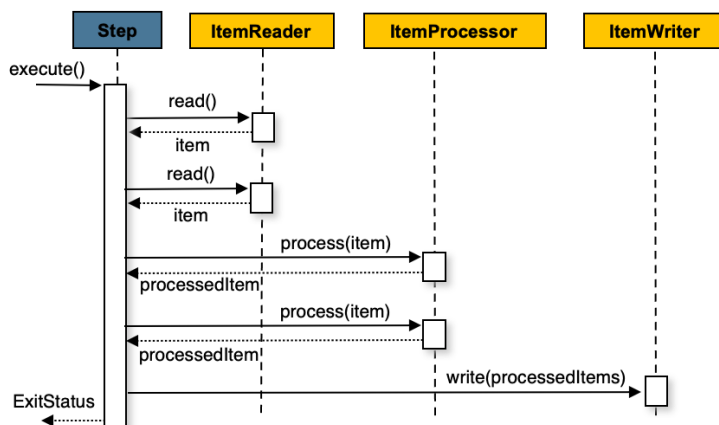 Step
ItemReader
ItemProcessor
ItemWriter
execute()
read()
item
read()
item
process(item)
processedItem
process(item)
processedItem
write(processedItems)
ExitStatus